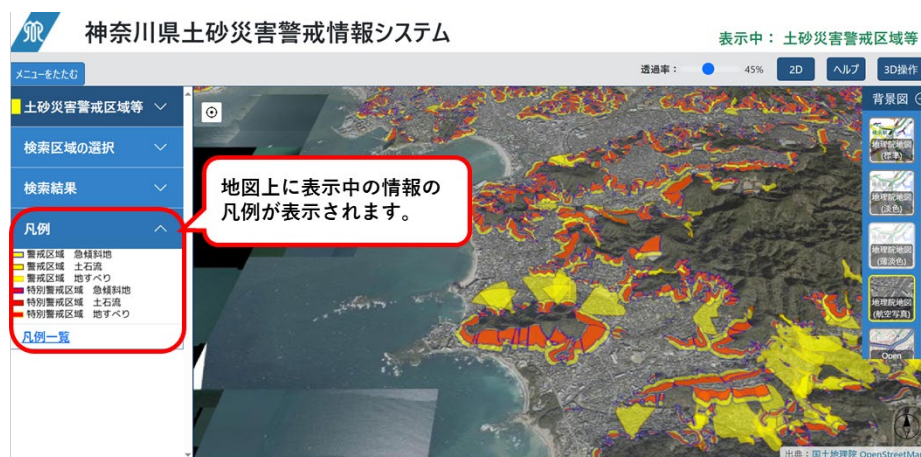 神奈川県土砂災害警戒情報システム
表示中： 土砂災害警戒区域等
メニューをたたむ
透過率：
45%
2D
ヘルプ
3D操作
土砂災害警戒区域等
検索区域の選択
検索結果
凡例
警戒区域 急傾斜地
警戒区域 土石流
警戒区域 地すべり
特別警戒区域 急傾斜地
特別警戒区域 土石流
特別警戒区域 地すべり
凡例一覧
地図上に表示中の情報の
凡例が表示されます。
背景図
地理院地図
(標準)
地理院地図
(淡色)
地理院地図
(薄淡色)
地理院地図
(航空写真)
Open
出典：国土地理院 OpenStreetMa